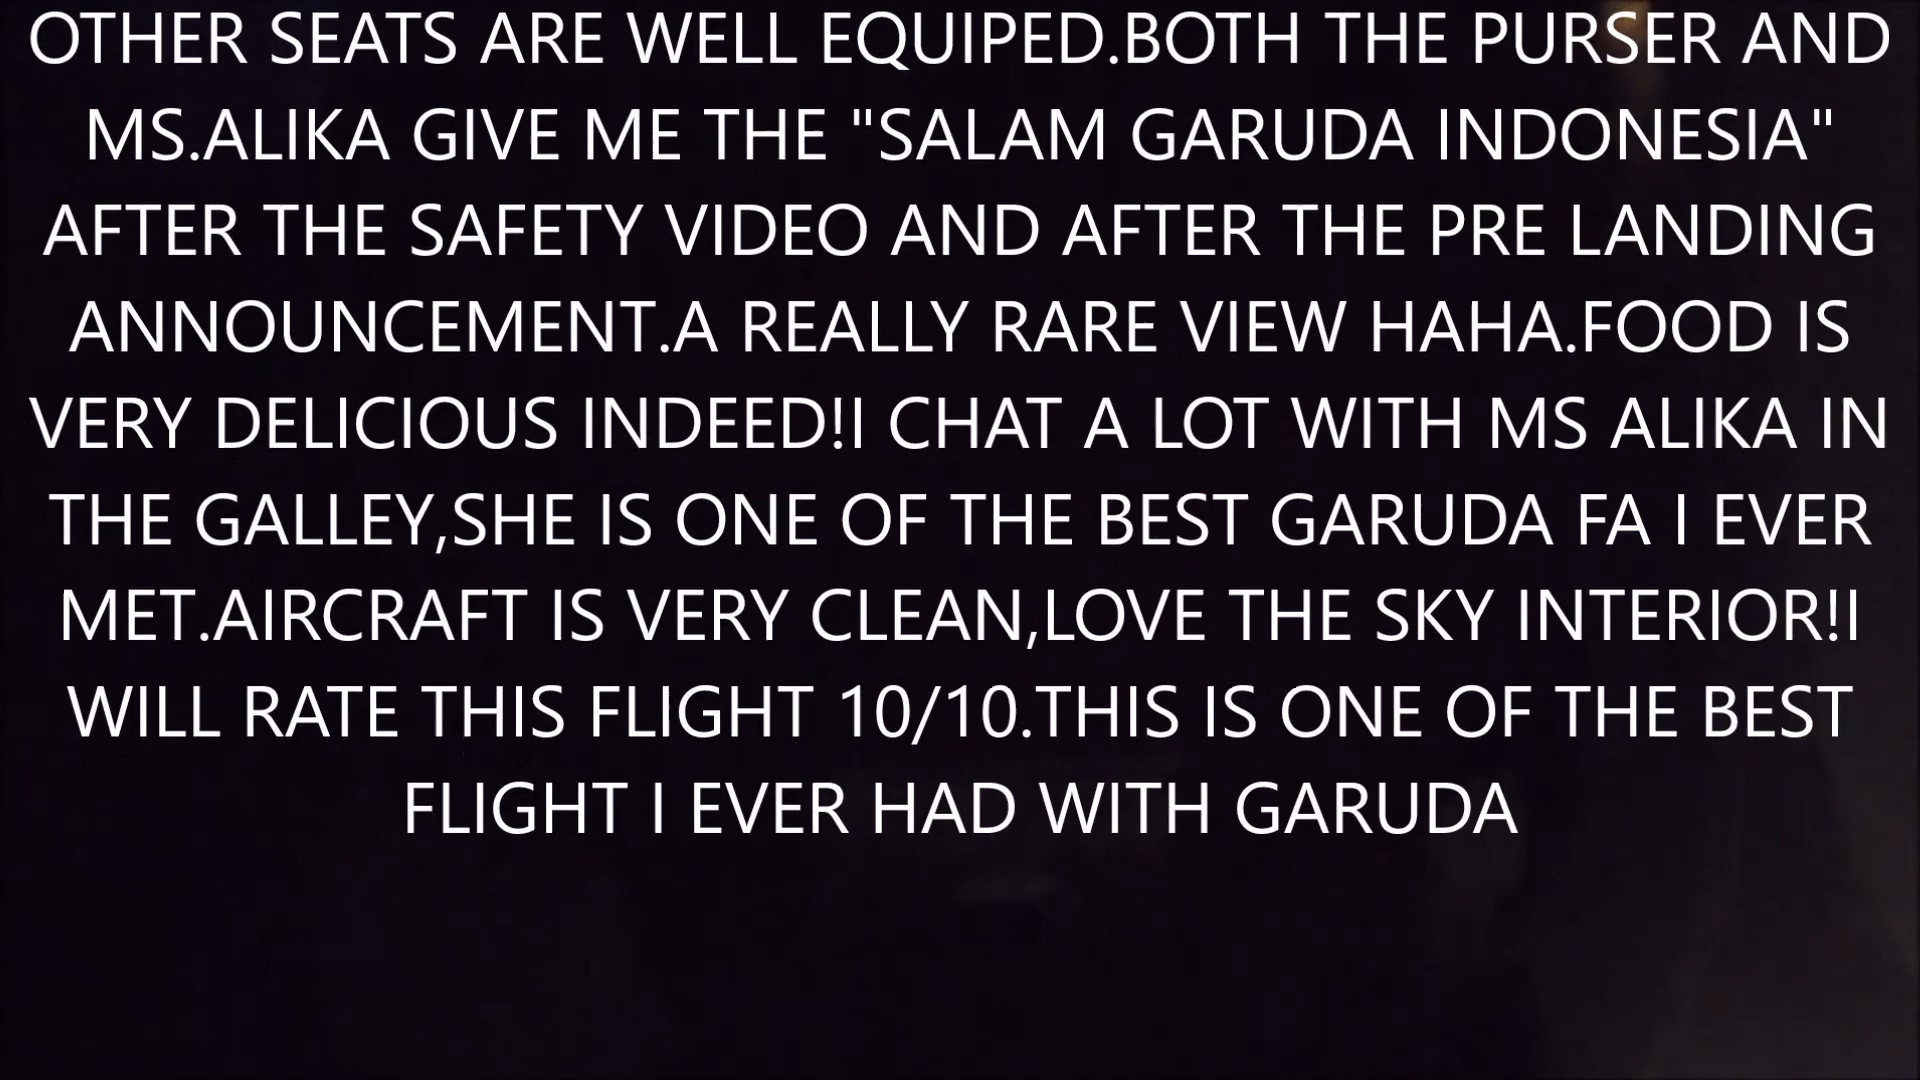 OTHER SEATS ARE WELL EQUIPED.BOTH THE PURSER AND
MS.ALIKA GIVE ME THE "SALAM GARUDA INDONESIA"
AFTER THE SAFETY VIDEO AND AFTER THE PRE LANDING
ANNOUNCEMENT.A REALLY RARE VIEW HAHA.FOOD IS
VERY DELICIOUS INDEED!I CHAT A LOT WITH MS ALIKA IN
THE GALLEY,SHE IS ONE OF THE BEST GARUDA FA I EVER
MET.AIRCRAFT IS VERY CLEAN,LOVE THE SKY INTERIOR!I
WILL RATE THIS FLIGHT 10/10.THIS IS ONE OF THE BEST
FLIGHT I EVER HAD WITH GARUDA